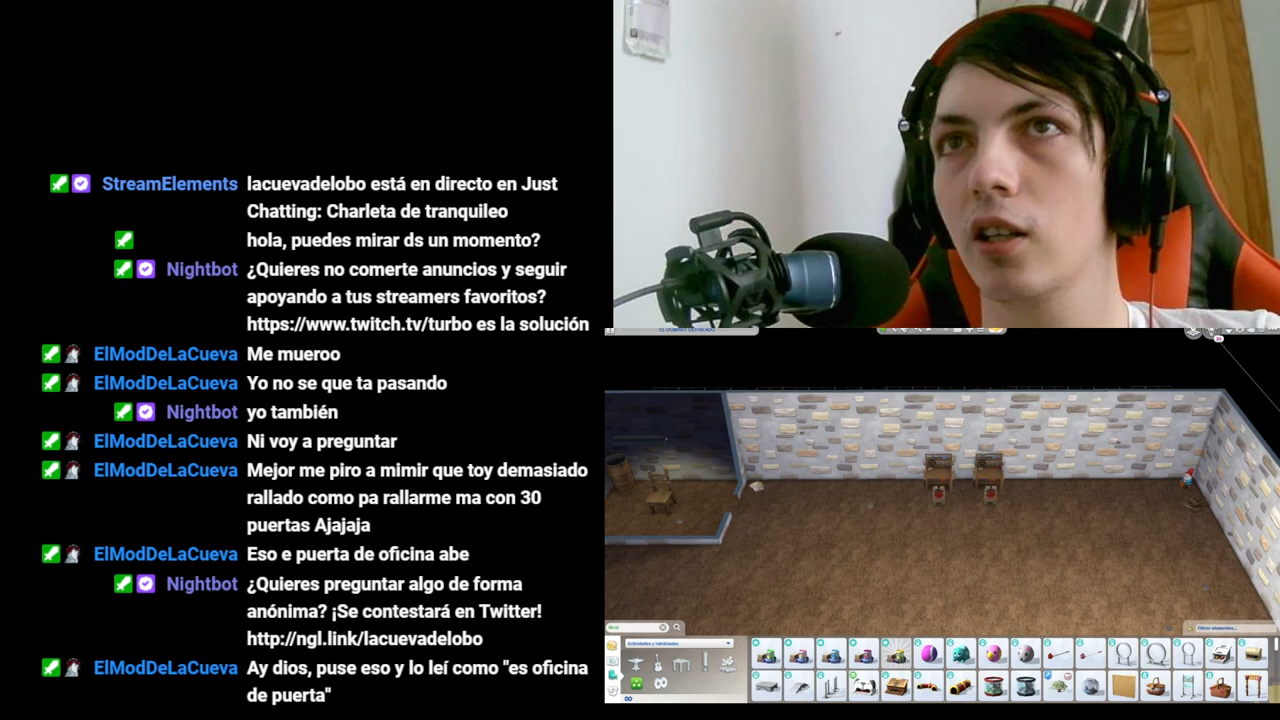 StreamElements lacuevadelobo está en directo en Just
Chatting: Charleta de tranquileo
hola, puedes mirar ds un momento?
Nightbot ¿Quieres no comerte anuncios y seguir
apoyando a tus streamers favoritos?
https://www.twitch.tv/turbo es la solución
ElModDeLaCueva Me mueroo
ElModDeLaCueva Yo no se que ta pasando
Nightbot yo también
ElModDeLaCueva Ni voy a preguntar
ElModDeLaCueva Mejor me piro a mimir que toy demasiado
rallado como pa rallarme ma con 30
puertas Ajajaja
ElModDeLaCueva Eso e puerta de oficina abe
Nightbot ¿Quieres preguntar algo de forma
anónima? ¡Se contestará en Twitter!
http://ngl.link/lacuevadelobo
ElModDeLaCueva Ay dios, puse eso y lo leí como "es oficina
de puerta"
Filtrar elementos...
Actividades y habilidades